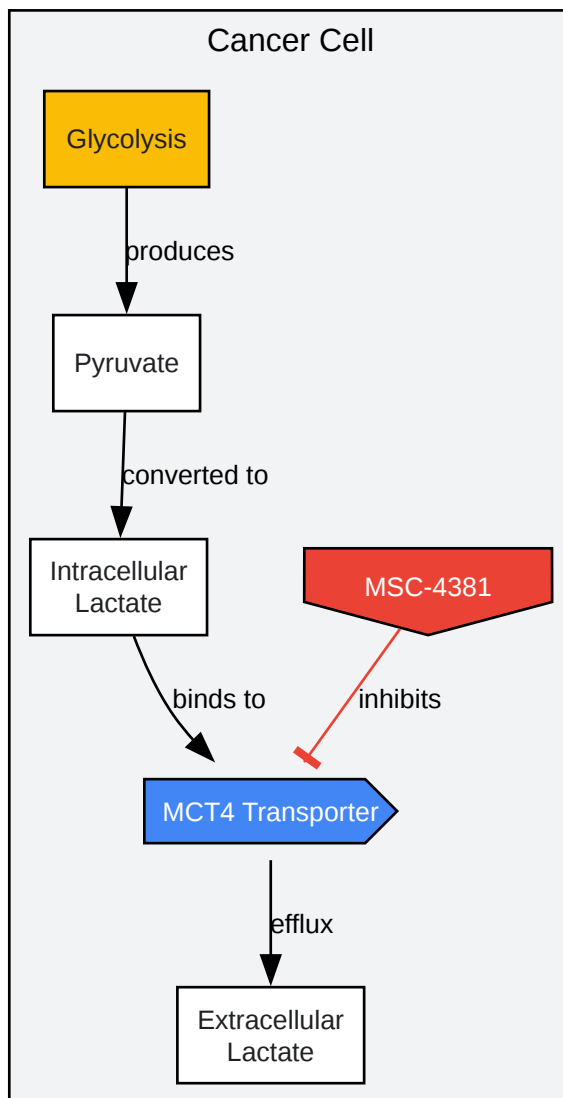 Cancer Cell
Glycolysis
produces
Pyruvate
converted to
Intracellular
Lactate
MSC-4381
binds to
inhibits
MCT4 Transporter
efflux
Extracellular
Lactate